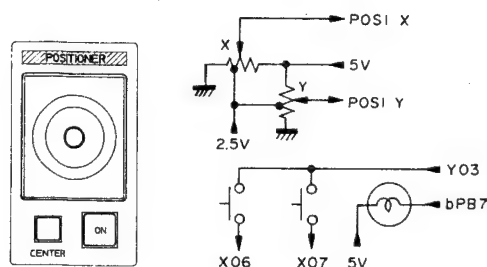 POSITIONER
CENTER
ON
POSI X
X
5V
Y
POSI Y
2.5V
Y03
bPB7
X06
X07
5V